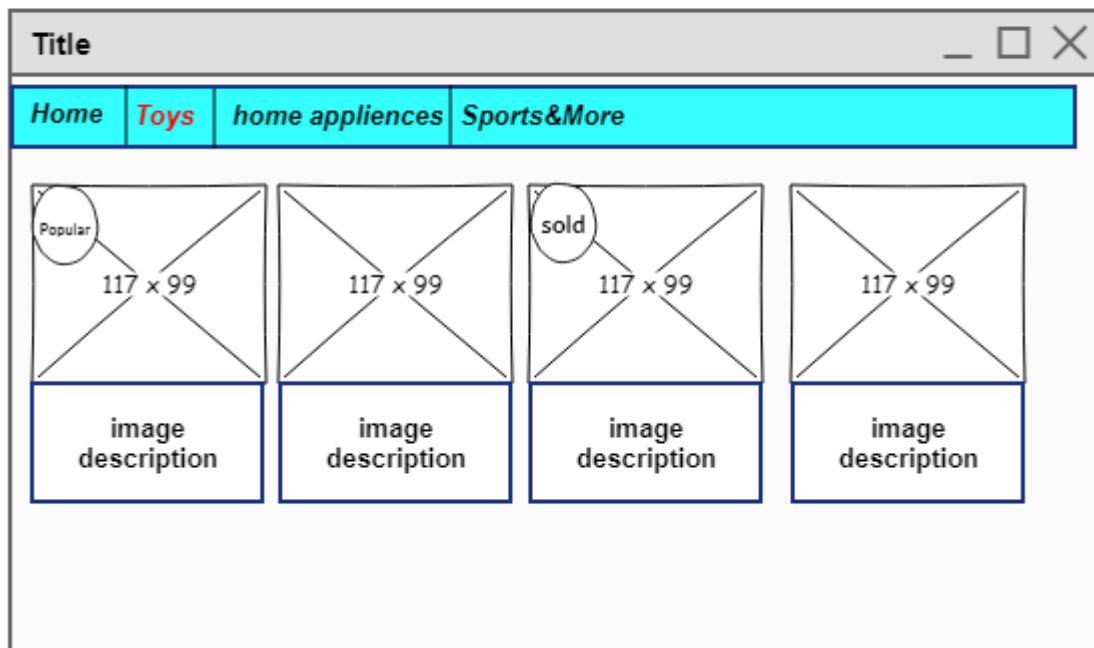 Title
Home Toys home appliences Sports&More
Popular sold
117 x 99 117 x 99 117 x 99 117 x 99
image image image image
description description description description